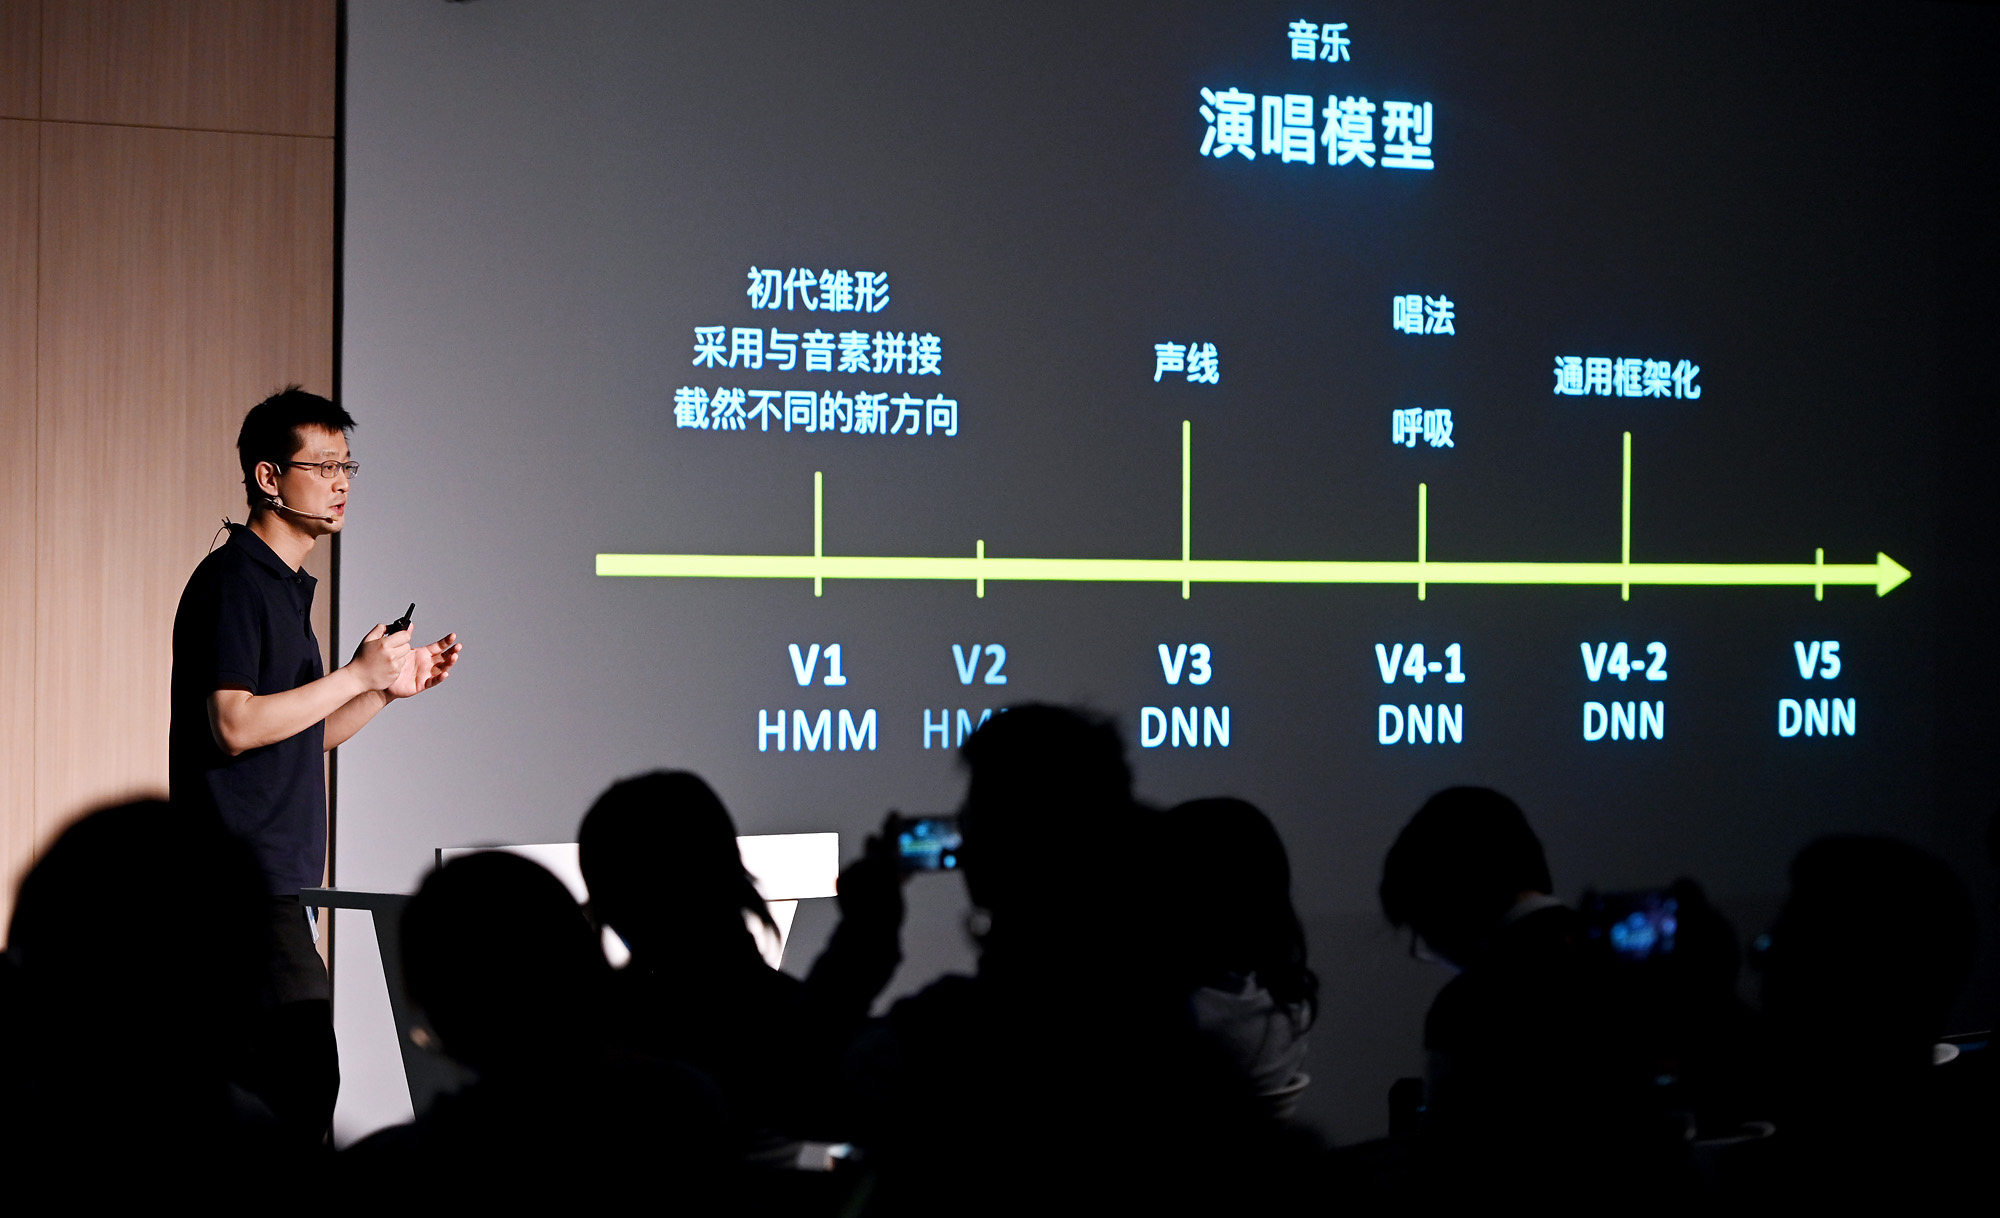 音乐
演唱模型
初代雏形
采用与音素拼接
截然不同的新方向
声线
唱法
呼吸
通用框架化
V1
HMM
V2
V3
DNN
V4-1
DNN
V4-2
DNN
V5
DNN